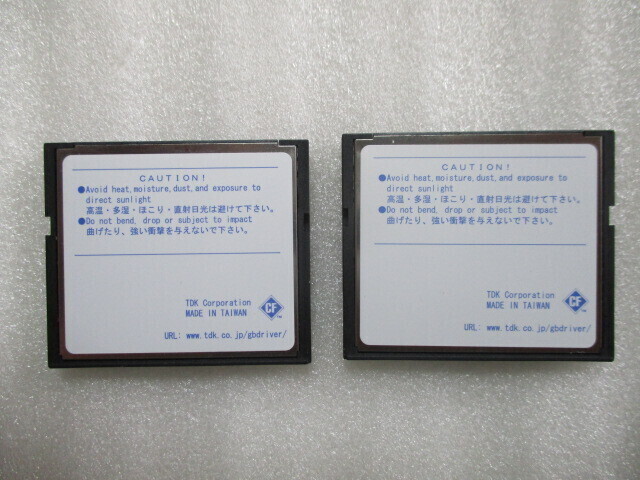 CAUTION!
●Avoid heat, moisture, dust, and exposure to
direct sunlight
高温・多湿・ほこり・直射日光は避けて下さい。
●Do not bend, drop or subject to impact
曲げたり、強い衝撃を与えないで下さい。
TDK Corporation
MADE IN TAIWAN
CF
TM
URL: www.tdk.co.jp/gbdriver/
CAUTION!
●Avoid heat, moisture, dust, and exposure to
direct sunlight
高温・多湿・ほこり・直射日光は避けて下さい。
●Do not bend, drop or subject to impact
曲げたり、強い衝撃を与えないで下さい。
TDK Corporation
MADE IN TAIWAN
CF
TM
URL: www.tdk.co.jp/gbdriver/